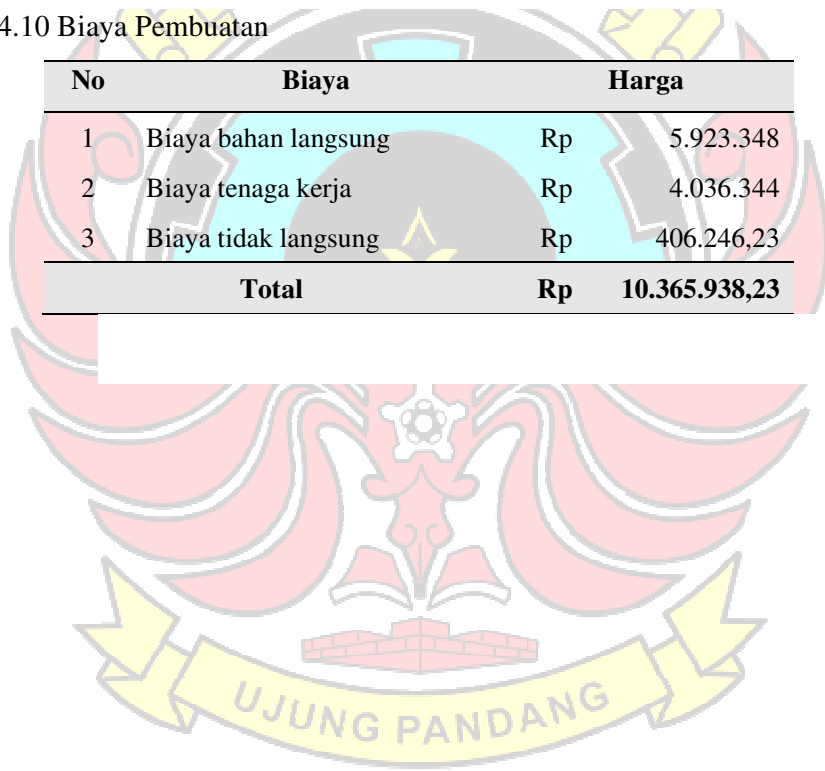 4.10 Biaya Pembuatan
No Biaya Harga
1 Biaya bahan langsung Rp 5.923.348
2 Biaya tenaga kerja Rp 4.036.344
3 Biaya tidak langsung Rp 406.246,23
Total Rp 10.365.938,23
UJUNG PANDANG